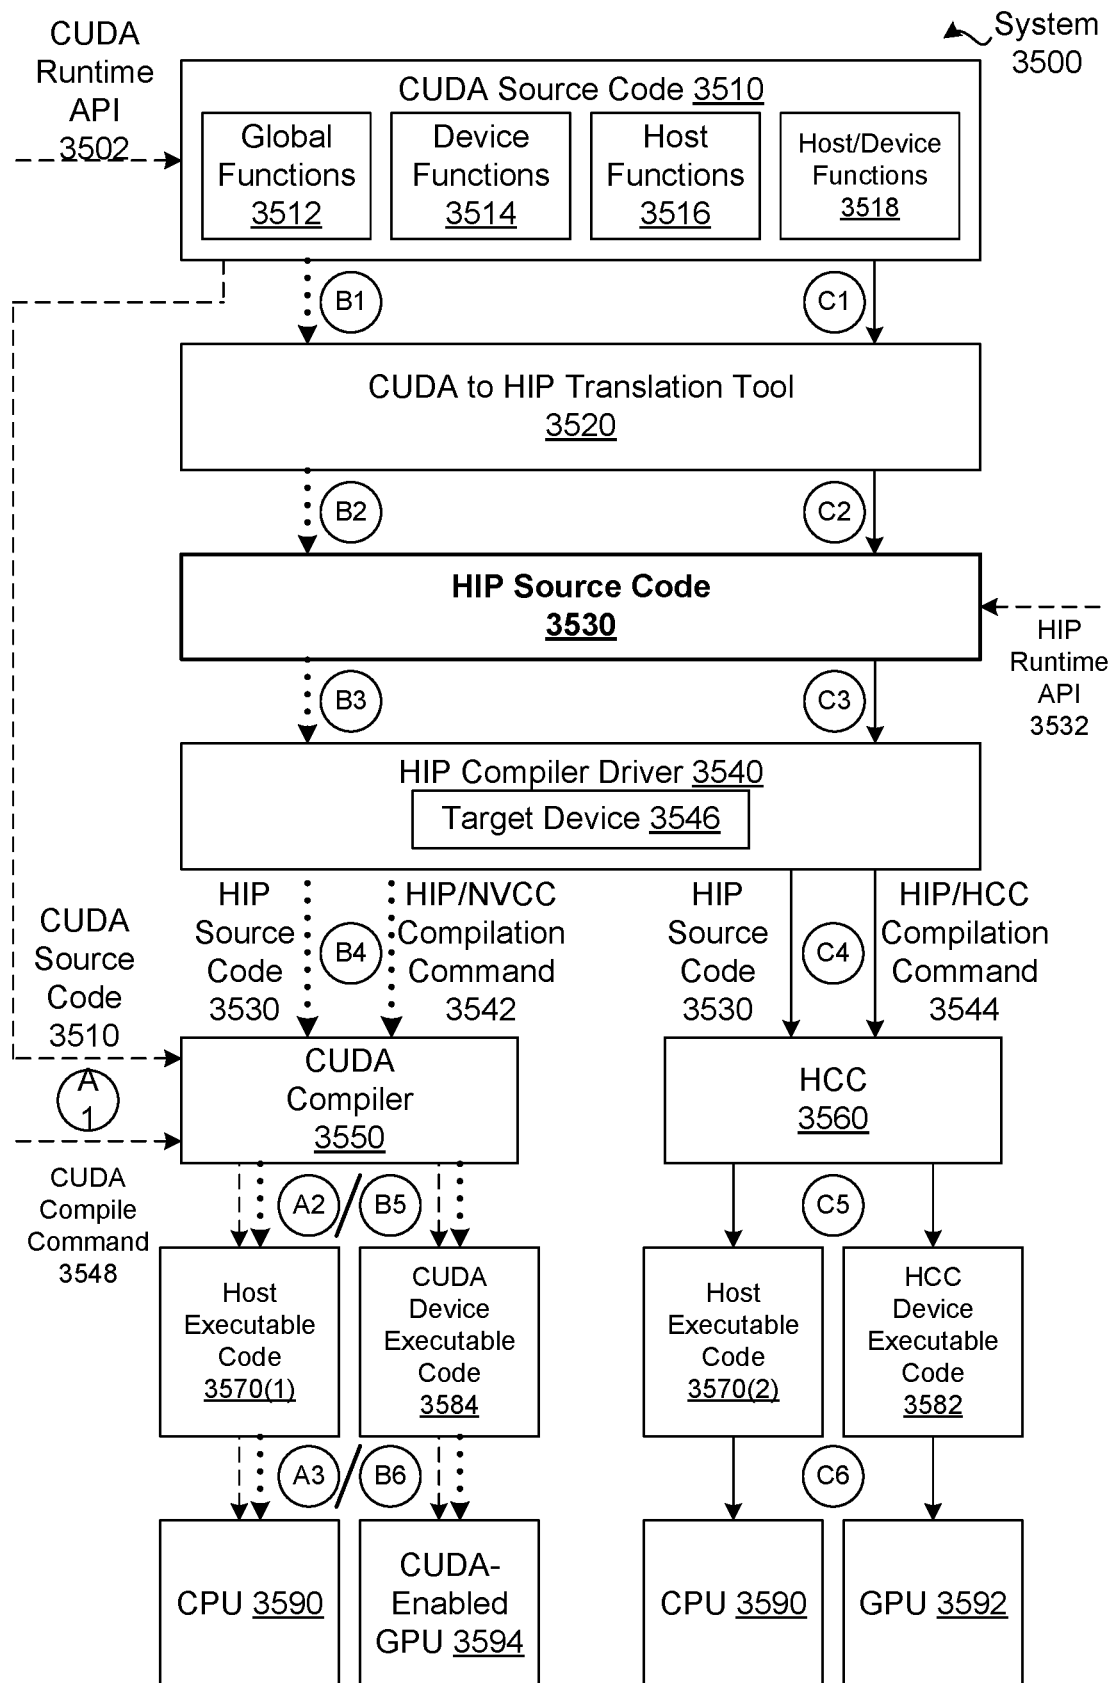 CUDA
Runtime
API
3502
System
3500
CUDA Source Code 3510
Global
Functions
3512
Device
Functions
3514
Host
Functions
3516
Host/Device
Functions
3518
B1
C1
CUDA to HIP Translation Tool
3520
B2
C2
HIP Source Code
3530
HIP
Runtime
API
3532
B3
C3
HIP Compiler Driver 3540
Target Device 3546
CUDA
Source
Code
3510
HIP
Source
Code
3530
B4
HIP/NVCC
Compilation
Command
3542
HIP
Source
Code
3530
C4
HIP/HCC
Compilation
Command
3544
A
1
CUDA
Compiler
3550
HCC
3560
CUDA
Compile
Command
3548
A2
B5
C5
Host
Executable
Code
3570(1)
CUDA
Device
Executable
Code
3584
Host
Executable
Code
3570(2)
HCC
Device
Executable
Code
3582
A3
B6
C6
CPU 3590
CUDA-
Enabled
GPU 3594
CPU 3590
GPU 3592